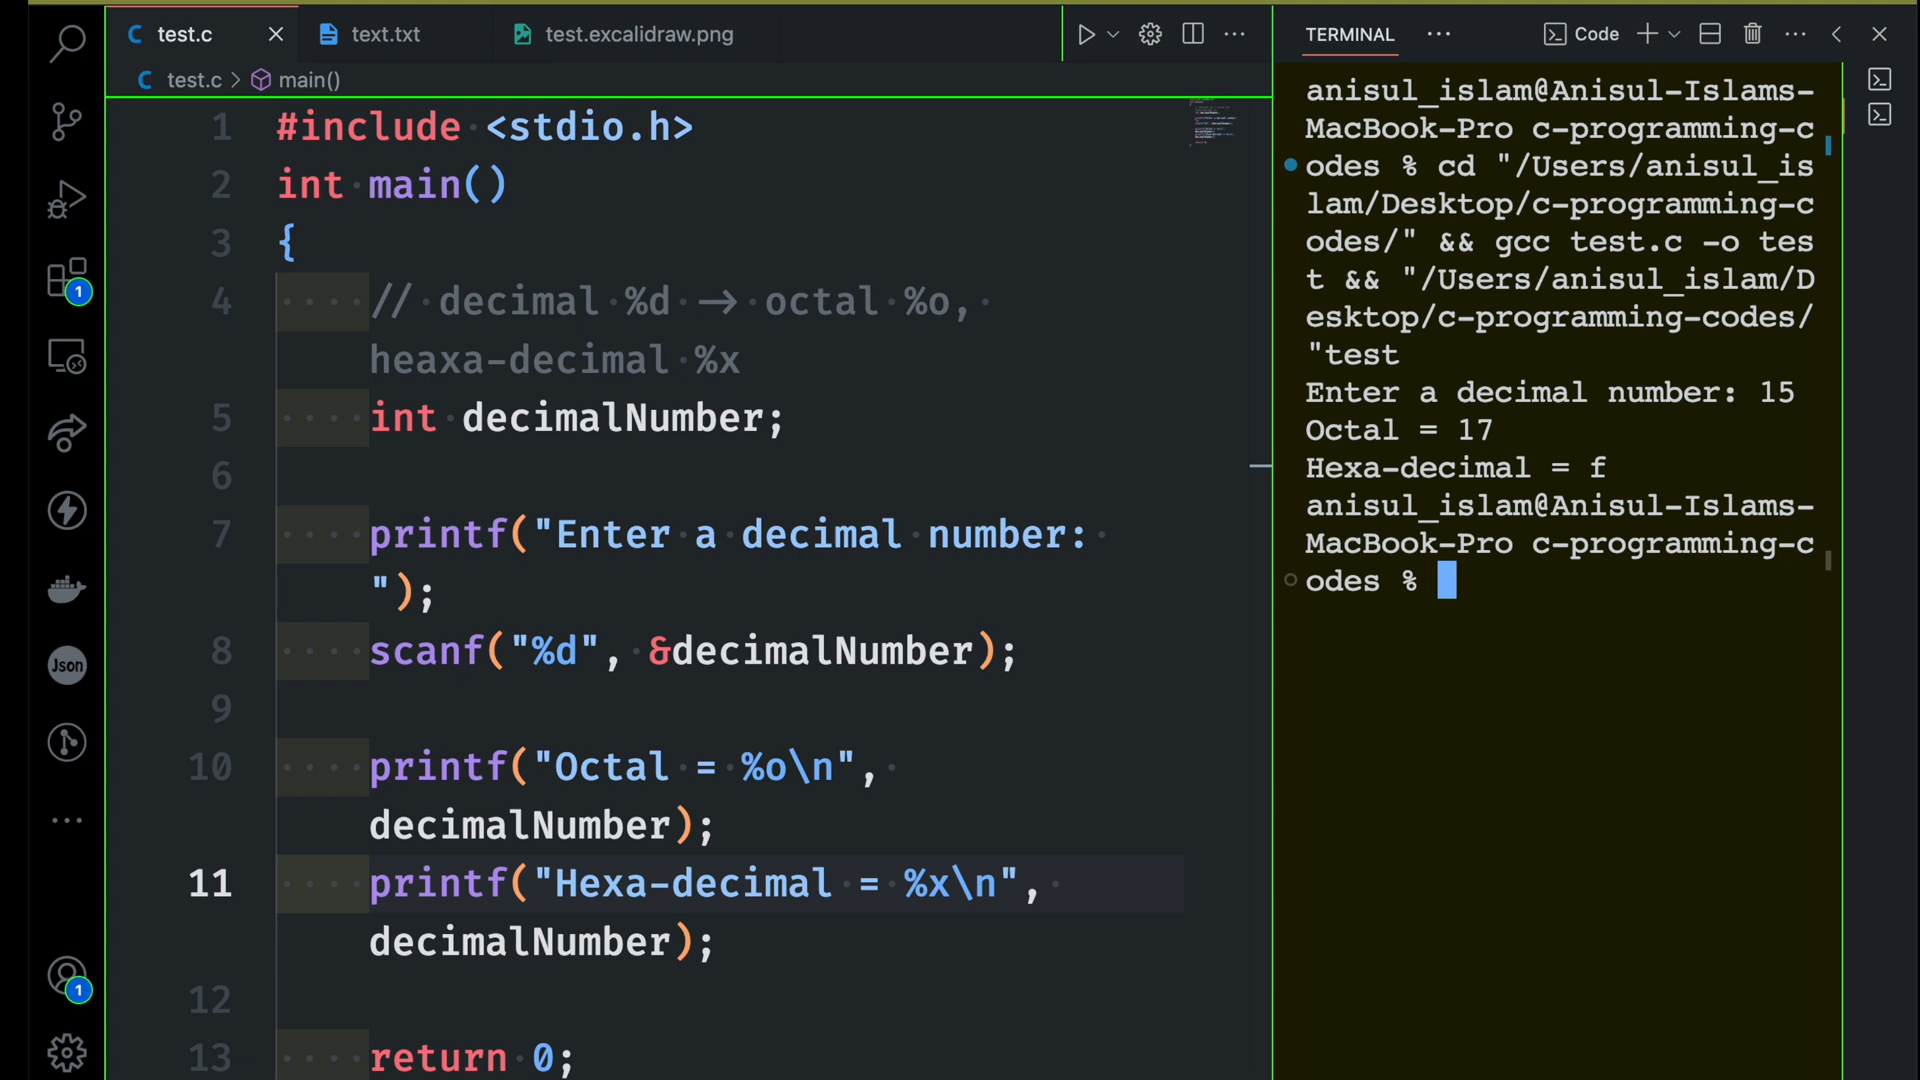 test.c
text.txt
test.excalidraw.png
test.c > main()
1 #include <stdio.h>
2 int main()
3 {
4 // decimal %d -> octal %o,
heaxa-decimal %x
5 int decimalNumber;
6
7 printf("Enter a decimal number:
");
8 scanf("%d", &decimalNumber);
9
10 printf("Octal = %o\n",
decimalNumber);
11 printf("Hexa-decimal = %x\n",
decimalNumber);
12
13 return 0;
1
Json
1
TERMINAL
Code
anisul_islam@Anisul-Islams-
MacBook-Pro c-programming-c
odes % cd "/Users/anisul_is
lam/Desktop/c-programming-c
odes/" && gcc test.c -o tes
t && "/Users/anisul_islam/D
esktop/c-programming-codes/
"test
Enter a decimal number: 15
Octal = 17
Hexa-decimal = f
anisul_islam@Anisul-Islams-
MacBook-Pro c-programming-c
odes %